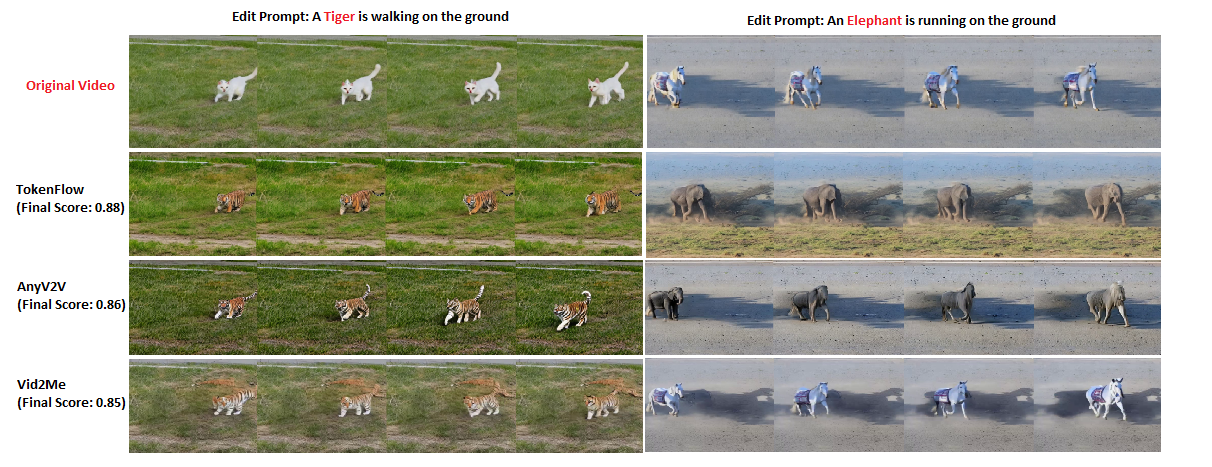 Edit Prompt: A Tiger is walking on the ground
Edit Prompt: An Elephant is running on the ground
Original Video
TokenFlow
(Final Score: 0.88)
AnyV2V
(Final Score: 0.86)
Vid2Me
(Final Score: 0.85)